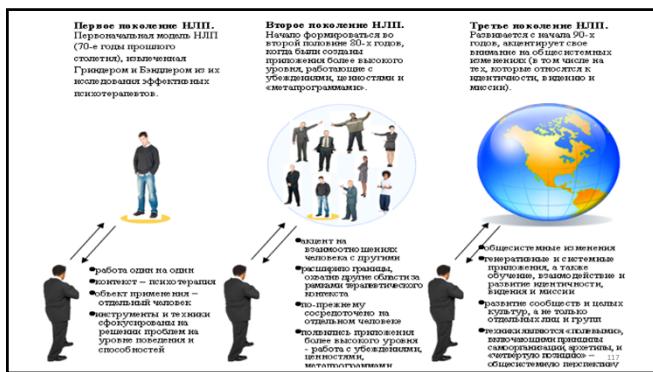 Первое поколение НЛП.
Первоначальная модель НЛП
(70-е годы прошлого
столетия), извлеченная
Гриндером и Бэндлером из их
исследования эффективных
психотерапевтов.
работа один на один
контекст – психотерапия
объект применения –
отдельный человек
инструменты и техники
сфокусированы на
решении проблем на
уровне поведения и
способностей
Второе поколение НЛП.
Начало формироваться во
второй половине 80-х годов,
когда были созданы
приложения более высокого
уровня, работающие с
убеждениями, ценностями и
«метапрограммами».
акцент на
взаимоотношениях
человека с другими
расширило границы,
охватив другие области за
рамками терапевтического
контекста
по-прежнему
сосредоточено на
отдельном человеке
появились приложения
более высокого уровня
- работа с убеждениями,
ценностями,
метапрограммами
Третье поколение НЛП.
Развивается с начала 90-х
годов, акцентирует свое
внимание на общесистемных
изменениях (в том числе на
тех, которые относятся к
идентичности, видению и
миссии).
общесистемные изменения
генеративные и системные
приложения, а также
обучение, взаимодействие и
развитие идентичности,
видения и миссии
развитие сообществ и целых
культур, а не только
отдельных лиц и групп
техники являются «полевыми»,
включающими принципы
самоорганизации, архетипы, и
«четвёртую позицию» –
общесистемную перспективу
117